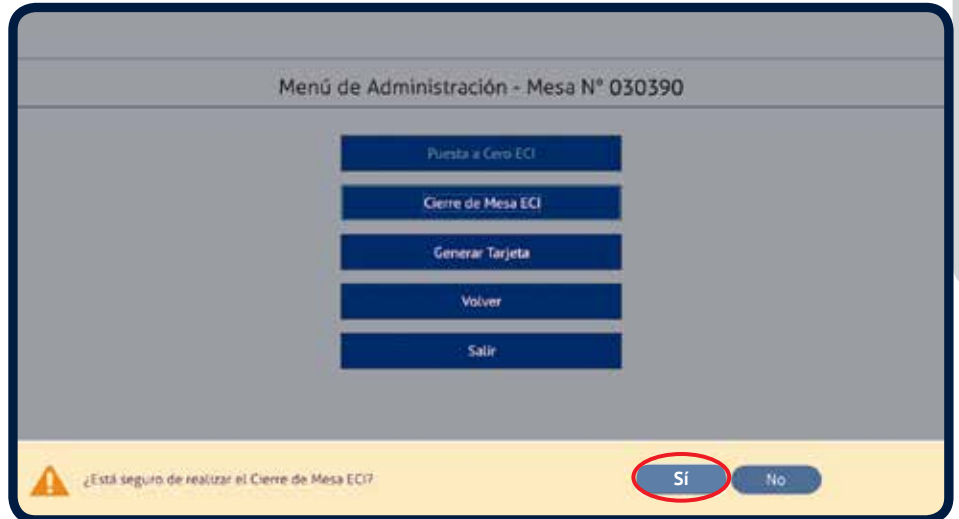 Menú de Administración - Mesa N° 030390
Puesta a Cero ECI
Cierre de Mesa ECI
Generar Tarjeta
Volver
Salir
¿Está seguro de realizar el Cierre de Mesa ECI?
Sí No